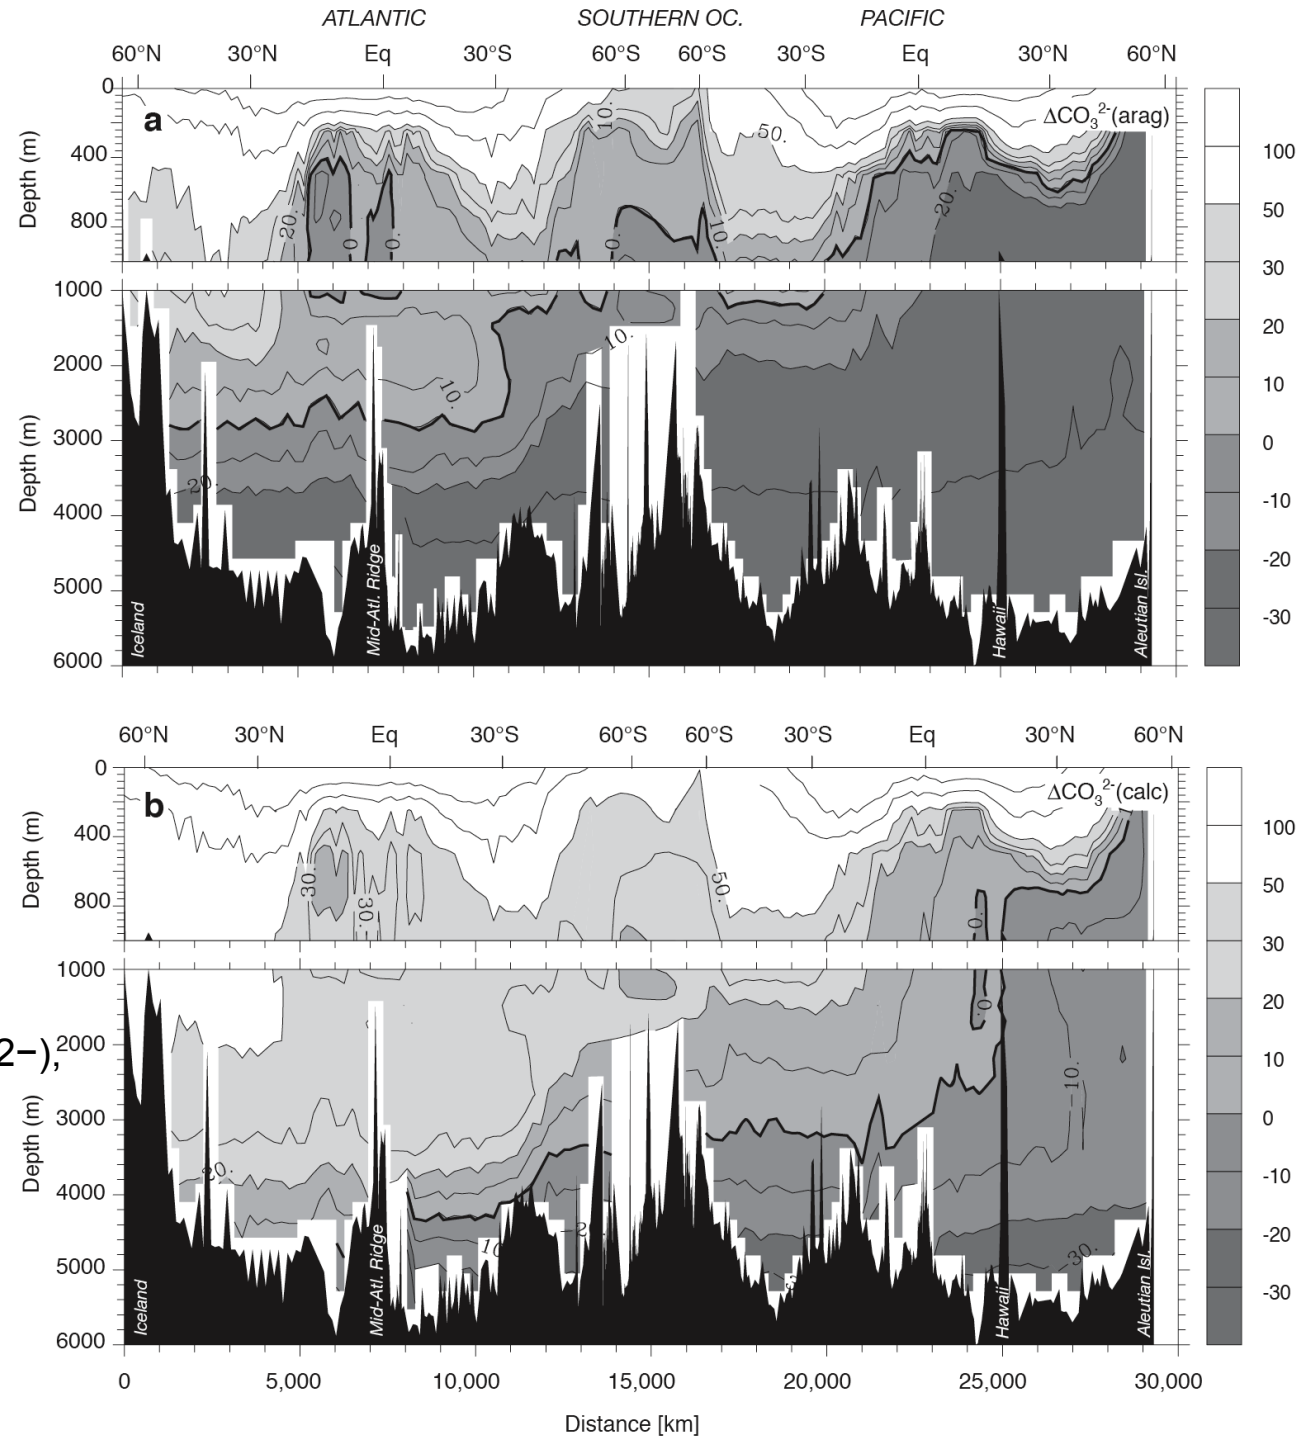 ATLANTIC SOUTHERN OC. PACIFIC
60°N 30°N Eq 30°S 60°S 60°S 30°S Eq 30°N 60°N
0
400
800
Depth (m)
a
20.
0.
0.
0.
10.
10.
50.
20.
ΔCO₃²⁻(arag)
1000
2000
3000
4000
5000
6000
Depth (m)
-20.
10.
10.
Iceland
Mid-Atl. Ridge
Hawaii
Aleutian Isl.
100
50
30
20
10
0
-10
-20
-30
60°N 30°N Eq 30°S 60°S 60°S 30°S Eq 30°N 60°N
0
400
800
Depth (m)
b
30.
30.
50.
0.
ΔCO₃²⁻(calc)
2−),
1000
2000
3000
4000
5000
6000
Depth (m)
20.
10
-10.
-30.
Iceland
Mid-Atl. Ridge
Hawaii
Aleutian Isl.
100
50
30
20
10
0
-10
-20
-30
0 5,000 10,000 15,000 20,000 25,000 30,000
Distance [km]